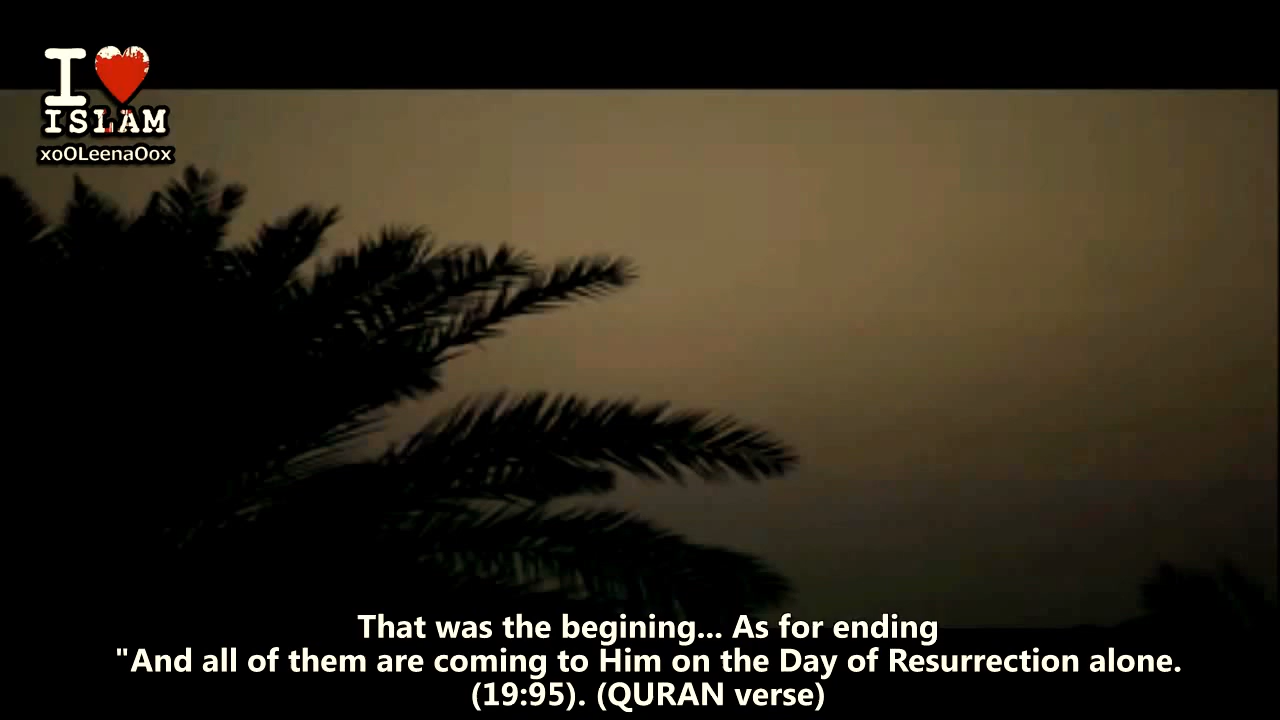 I
ISLAM
xoOLeenaOox
That was the begining... As for ending
"And all of them are coming to Him on the Day of Resurrection alone.
(19:95). (QURAN verse)